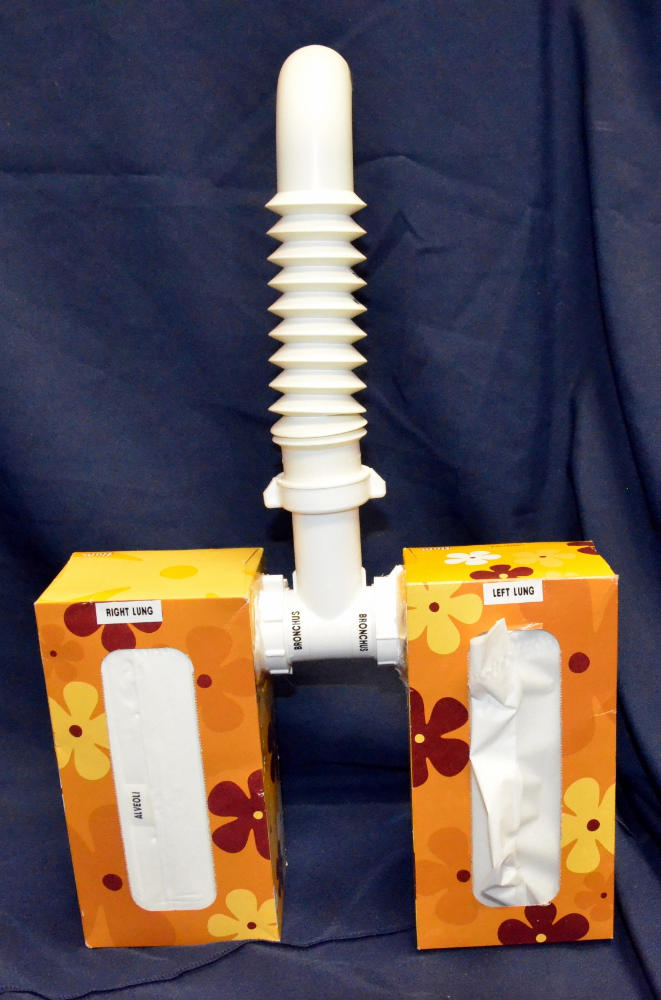 RIGHT LUNG
LEFT LUNG
BRONCHUS
BRONCHUS
ALVEOLI